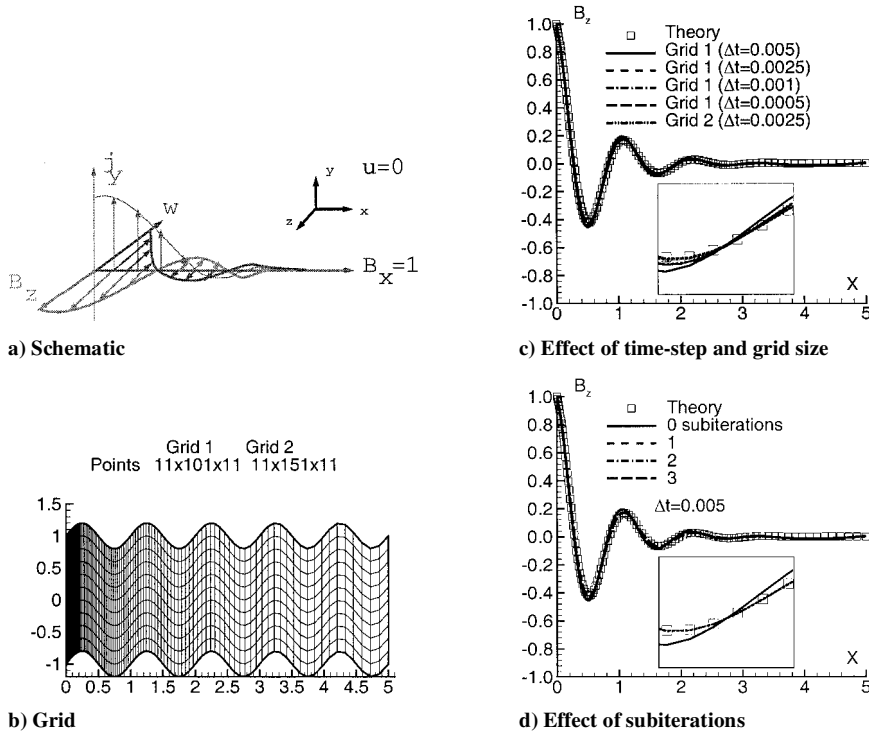 j_y
w
y
x
z
u=0
B_z
B_x=1
a) Schematic
Grid 1 Grid 2
Points 11x101x11 11x151x11
1.5
1
0.5
0
-0.5
-1
0 0.5 1 1.5 2 2.5 3 3.5 4 4.5 5
b) Grid
B_z
1.0
0.8
0.6
0.4
0.2
0.0
-0.2
-0.4
-0.6
-0.8
-1.0
Theory
Grid 1 (Δt=0.005)
Grid 1 (Δt=0.0025)
Grid 1 (Δt=0.001)
Grid 1 (Δt=0.0005)
Grid 2 (Δt=0.0025)
X
0 1 2 3 4 5
c) Effect of time-step and grid size
B_z
1.0
0.8
0.6
0.4
0.2
0.0
-0.2
-0.4
-0.6
-0.8
-1.0
Theory
0 subiterations
1
2
3
Δt=0.005
X
0 1 2 3 4 5
d) Effect of subiterations